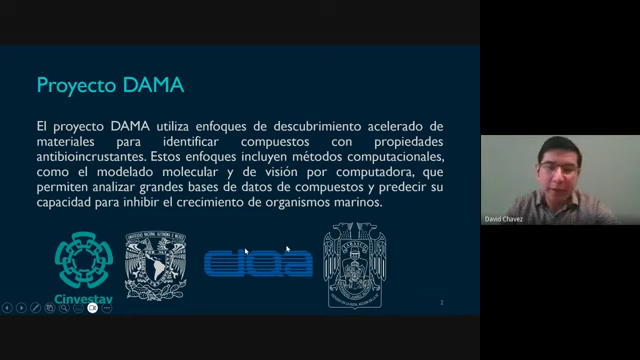 Proyecto DAMA
El proyecto DAMA utiliza enfoques de descubrimiento acelerado de
materiales para identificar compuestos con propiedades
antibioincrustantes. Estos enfoques incluyen métodos computacionales,
como el modelado molecular y de visión por computadora, que
permiten analizar grandes bases de datos de compuestos y predecir su
capacidad para inhibir el crecimiento de organismos marinos.
David Chavez
CIQA
Cinvestav
2